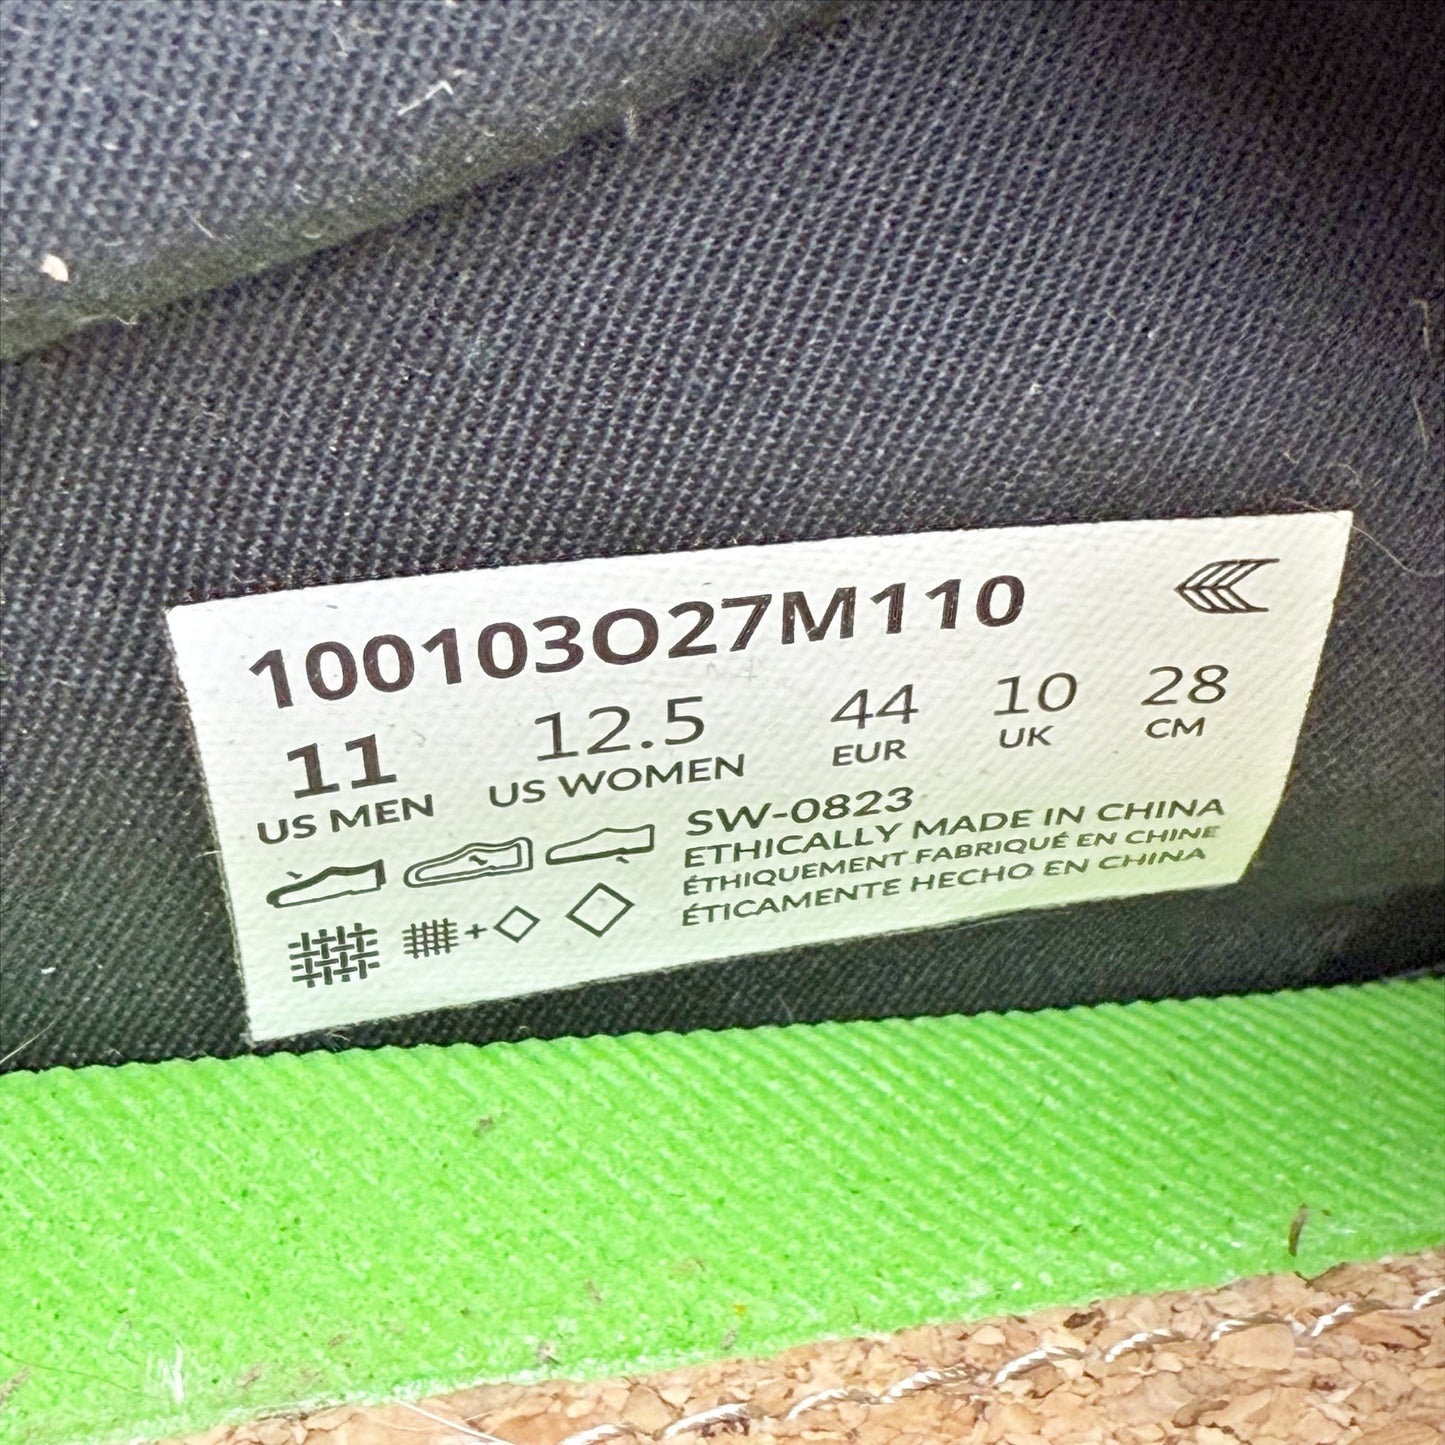 100103O27M110
11 12.5 44 10 28
US MEN US WOMEN EUR UK CM
SW-0823
ETHICALLY MADE IN CHINA
ÉTHIQUEMENT FABRIQUÉ EN CHINE
ÉTICAMENTE HECHO EN CHINA